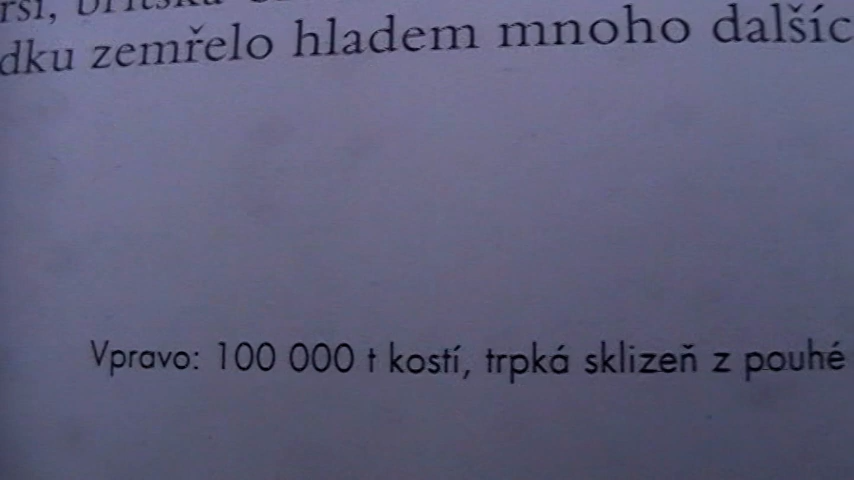 dku zemřelo hladem mnoho dalšíc
Vpravo: 100 000 t kostí, trpká sklizeň z pouhé